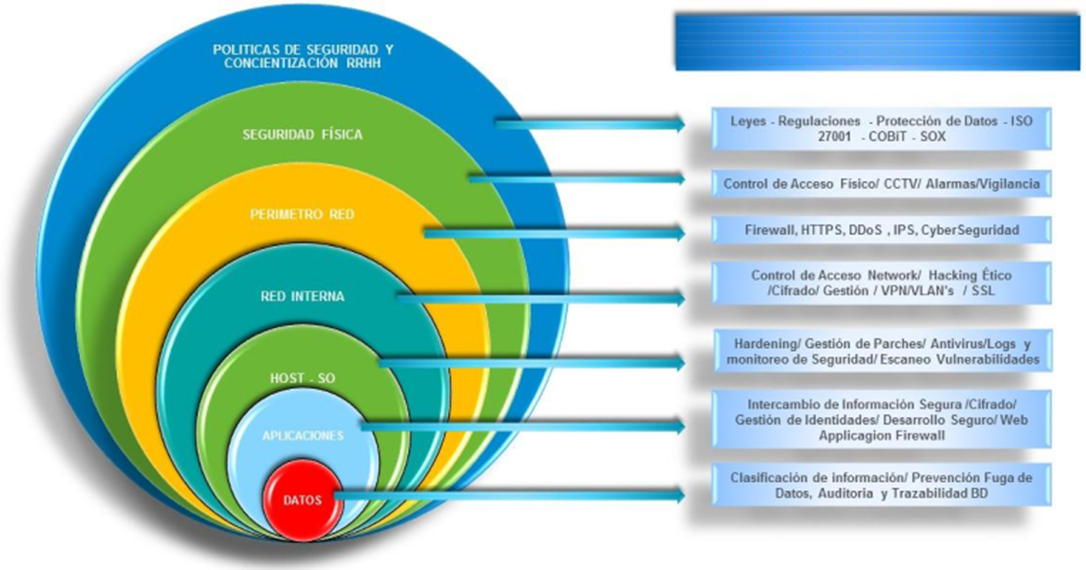 POLITICAS DE SEGURIDAD Y
CONCIENTIZACIÓN RRHH
SEGURIDAD FÍSICA
PERIMETRO RED
RED INTERNA
HOST - SO
APLICACIONES
DATOS
Leyes - Regulaciones - Protección de Datos - ISO
27001 - COBiT - SOX
Control de Acceso Físico/ CCTV/ Alarmas/Vigilancia
Firewall, HTTPS, DDoS , IPS, CyberSeguridad
Control de Acceso Network/ Hacking Ético
/Cifrado/ Gestión / VPN/VLAN's / SSL
Hardening/ Gestión de Parches/ Antivirus/Logs y
monitoreo de Seguridad/ Escaneo Vulnerabilidades
Intercambio de Información Segura /Cifrado/
Gestión de Identidades/ Desarrollo Seguro/ Web
Applicagion Firewall
Clasificación de información/ Prevención Fuga de
Datos, Auditoria y Trazabilidad BD